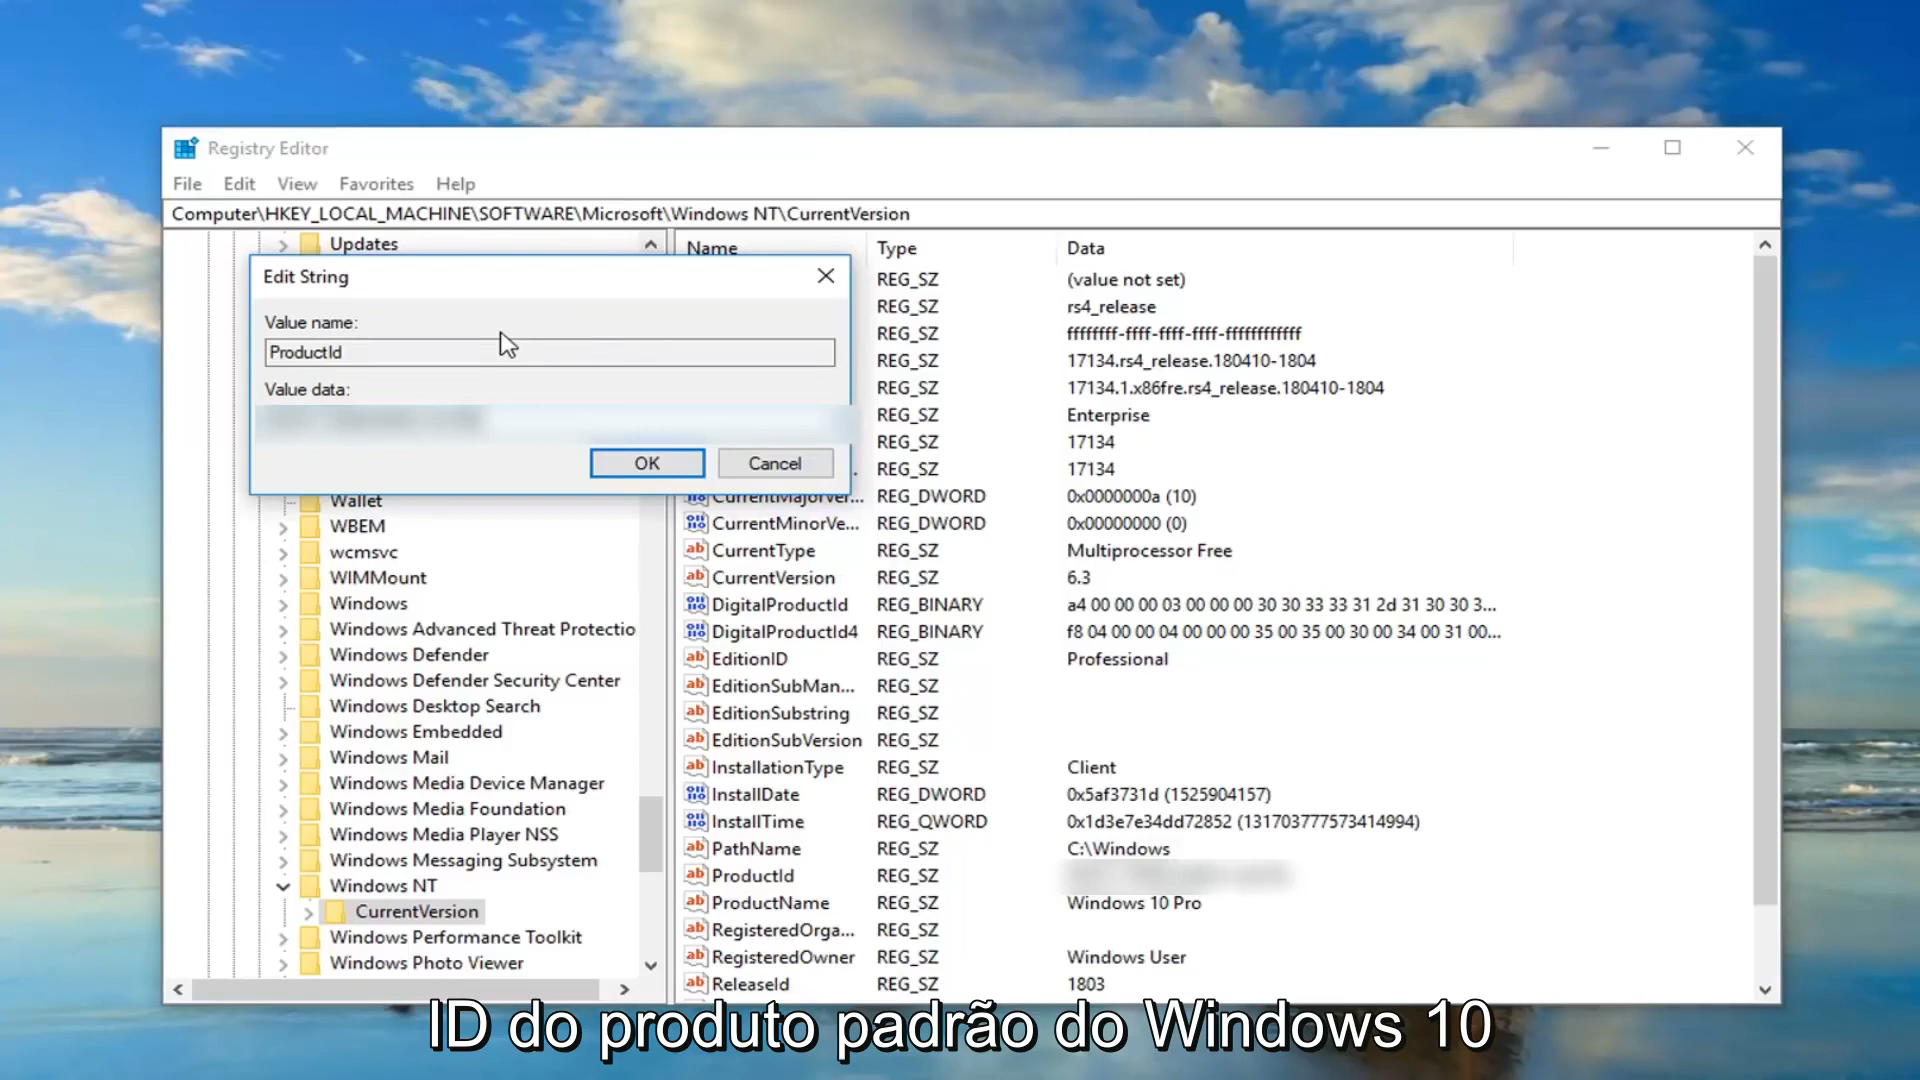 Registry Editor
File Edit View Favorites Help
Computer\HKEY_LOCAL_MACHINE\SOFTWARE\Microsoft\Windows NT\CurrentVersion
Updates
Edit String
Value name:
ProductId
Value data:
OK Cancel
Wallet
WBEM
wcmsvc
WIMMount
Windows
Windows Advanced Threat Protectio
Windows Defender
Windows Defender Security Center
Windows Desktop Search
Windows Embedded
Windows Mail
Windows Media Device Manager
Windows Media Foundation
Windows Media Player NSS
Windows Messaging Subsystem
Windows NT
CurrentVersion
Windows Performance Toolkit
Windows Photo Viewer
Name Type Data
REG_SZ (value not set)
REG_SZ rs4_release
REG_SZ ffffffff-ffff-ffff-ffff-ffffffffffff
REG_SZ 17134.rs4_release.180410-1804
REG_SZ 17134.1.x86fre.rs4_release.180410-1804
REG_SZ Enterprise
REG_SZ 17134
REG_SZ 17134
CurrentMajorVer... REG_DWORD 0x0000000a (10)
CurrentMinorVe... REG_DWORD 0x00000000 (0)
CurrentType REG_SZ Multiprocessor Free
CurrentVersion REG_SZ 6.3
DigitalProductId REG_BINARY a4 00 00 00 03 00 00 00 30 30 33 33 31 2d 31 30 30 3...
DigitalProductId4 REG_BINARY f8 04 00 00 04 00 00 00 35 00 35 00 30 00 34 00 31 00...
EditionID REG_SZ Professional
EditionSubMan... REG_SZ
EditionSubstring REG_SZ
EditionSubVersion REG_SZ
InstallationType REG_SZ Client
InstallDate REG_DWORD 0x5af3731d (1525904157)
InstallTime REG_QWORD 0x1d3e7e34dd72852 (131703777573414994)
PathName REG_SZ C:\Windows
ProductId REG_SZ
ProductName REG_SZ Windows 10 Pro
RegisteredOrga... REG_SZ
RegisteredOwner REG_SZ Windows User
ReleaseId REG_SZ 1803
ID do produto padrão do Windows 10